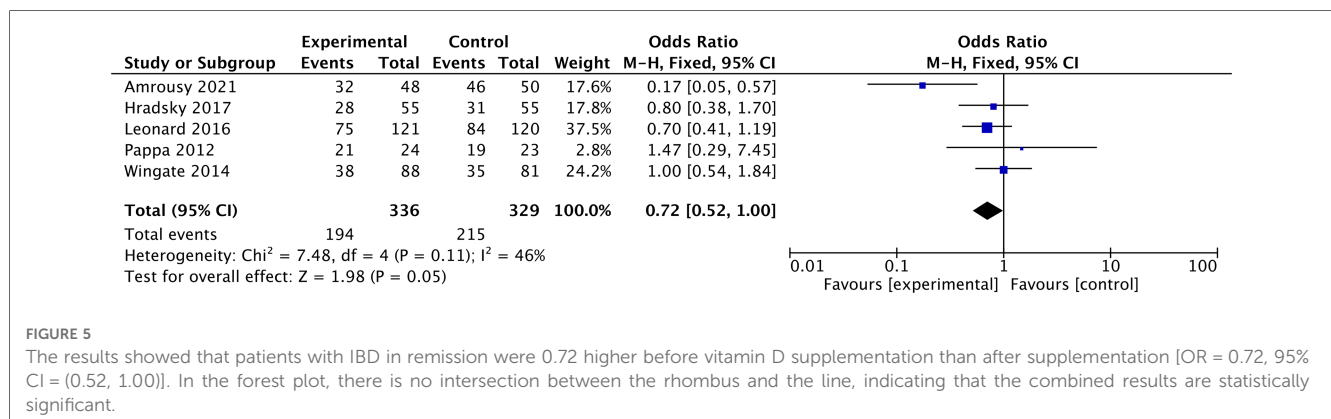 Experimental Control Odds Ratio Odds Ratio
Study or Subgroup Events Total Events Total Weight M-H, Fixed, 95% CI M-H, Fixed, 95% CI
Amrousy 2021 32 48 46 50 17.6% 0.17 [0.05, 0.57]
Hradsky 2017 28 55 31 55 17.8% 0.80 [0.38, 1.70]
Leonard 2016 75 121 84 120 37.5% 0.70 [0.41, 1.19]
Pappa 2012 21 24 19 23 2.8% 1.47 [0.29, 7.45]
Wingate 2014 38 88 35 81 24.2% 1.00 [0.54, 1.84]
Total (95% CI) 336 329 100.0% 0.72 [0.52, 1.00]
Total events 194 215
Heterogeneity: Chi² = 7.48, df = 4 (P = 0.11); I² = 46%
Test for overall effect: Z = 1.98 (P = 0.05)
0.01 0.1 1 10 100
Favours [experimental] Favours [control]
FIGURE 5
The results showed that patients with IBD in remission were 0.72 higher before vitamin D supplementation than after supplementation [OR = 0.72, 95%
CI = (0.52, 1.00)]. In the forest plot, there is no intersection between the rhombus and the line, indicating that the combined results are statistically
significant.